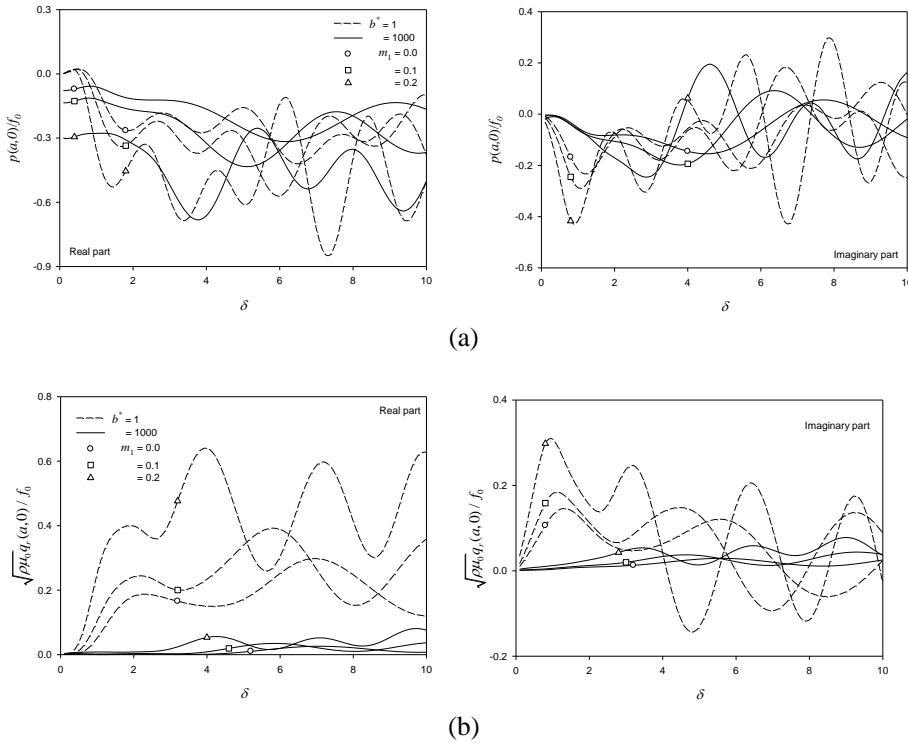 0.3
0.0
-0.3
-0.6
-0.9
p(a,0)/f₀
b* = 1
= 1000
m₁ = 0.0
= 0.1
= 0.2
Real part
0 2 4 6 8 10
δ
0.4
0.2
0.0
-0.2
-0.4
-0.6
p(a,0)/f₀
Imaginary part
0 2 4 6 8 10
δ
(a)
0.8
0.6
0.4
0.2
0.0
√ρμ₀ qᵣ(a,0) / f₀
b* = 1
= 1000
m₁ = 0.0
= 0.1
= 0.2
Real part
0 2 4 6 8 10
δ
0.4
0.2
0.0
-0.2
√ρμ₀ qᵣ(a,0) / f₀
Imaginary part
0 2 4 6 8 10
δ
(b)